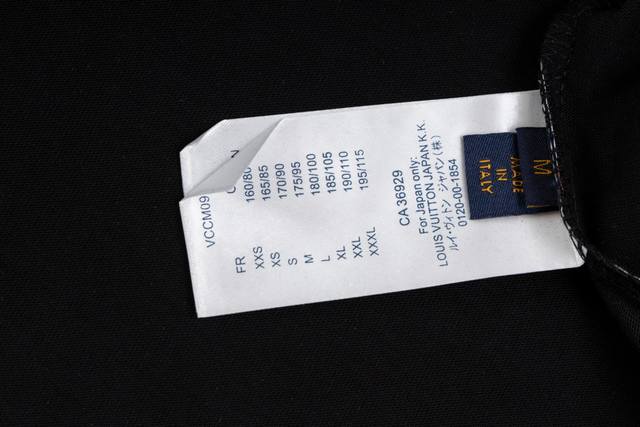 VCCM09
FR
XXS 160/80
XS 165/85
S 170/90
M 175/95
L 180/100
XL 185/105
XXL 190/110
XXXL 195/115
CA 36929
For Japan only:
LOUIS VUITTON JAPAN K.K.
ルイ・ヴィトン ジャパン(株)
0120-00-1854
M
MADE
IN
ITALY